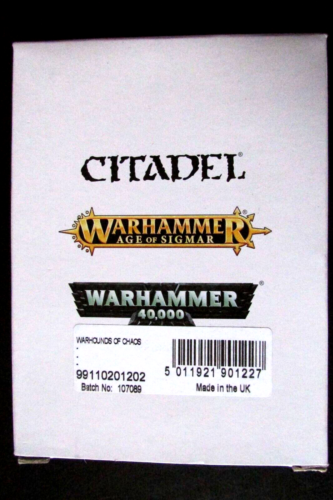 CITADEL®
WARHAMMER®
AGE OF SIGMAR
WARHAMMER®
40,000
WARHOUNDS OF CHAOS
99110201202
Batch No: 107089
5 011921 901227
Made in the UK